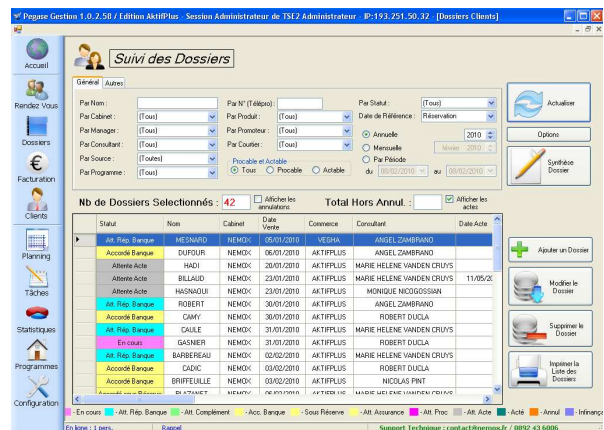 Pegase Gestion 1.0.2.58 / Edition AktifPlus - Session Administrateur de TSE2 Administrateur - IP:193.251.50.32 - [Dossiers Clients]
Accueil
Rendez Vous
Dossiers
Facturation
Clients
Planning
Tâches
Statistiques
Programmes
Configuration
Suivi des Dossiers
Général Autres
Par Nom :
Par Cabinet : (Tous)
Par Manager : (Tous)
Par Consultant : (Tous)
Par Source : (Toutes)
Par Programme : (Tous)
Par N° (Télépro) :
Par Produit : (Tous)
Par Promoteur : (Tous)
Par Courtier : (Tous)
Procable et Actable
Tous Procable Actable
Par Statut : (Tous)
Date de Référence : Réservation
Annuelle 2010
Mensuelle février 2010
Par Période
du 08/02/2010 au 08/02/2010
Actualiser
Options
Synthèse Dossier
Nb de Dossiers Selectionnés : 42 Afficher les annulations Total Hors Annul. : Afficher les actes
Statut Nom Cabinet Date Vente Commerce Consultant Date Acte
Att. Rép. Banque MESNARD NEMOX 05/01/2010 VEGHA ANGEL ZAMBRANO
Accordé Banque DUFOUR NEMOX 06/01/2010 AKTIFPLUS ANGEL ZAMBRANO
Attente Acte HADI NEMOX 20/01/2010 AKTIFPLUS MARIE HELENE VANDEN CRUYS
Attente Acte BILLAUD NEMOX 23/01/2010 AKTIFPLUS MARIE HELENE VANDEN CRUYS 11/05/20
Attente Acte HASNAOUI NEMOX 23/01/2010 AKTIFPLUS MONIQUE NICOGOSSIAN
Att. Rép. Banque ROBERT NEMOX 30/01/2010 AKTIFPLUS ANGEL ZAMBRANO
Accordé Banque CAMY NEMOX 30/01/2010 AKTIFPLUS ROBERT DUCLA
Att. Rép. Banque CAULE NEMOX 31/01/2010 AKTIFPLUS MARIE HELENE VANDEN CRUYS
En cours GASNIER NEMOX 31/01/2010 AKTIFPLUS ROBERT DUCLA
Att. Rép. Banque BARBEREAU NEMOX 02/02/2010 AKTIFPLUS MARIE HELENE VANDEN CRUYS
Accordé Banque CADIC NEMOX 03/02/2010 AKTIFPLUS ROBERT DUCLA
Accordé Banque BRIFFEUILLE NEMOX 03/02/2010 AKTIFPLUS NICOLAS PINT
Ajouter un Dossier
Modifier le Dossier
Supprimer le Dossier
Imprimer la Liste des Dossiers
- En cours - Att. Rép. Banque - Att. Complément - Acc. Banque - Sous Réserve - Att. Assurance - Att. Proc - Att. Acte - Acté - Annul - Infinanç
En ligne : 1 pers. Rappel Support Technique : contact@nemox.fr / 0892 43 6006